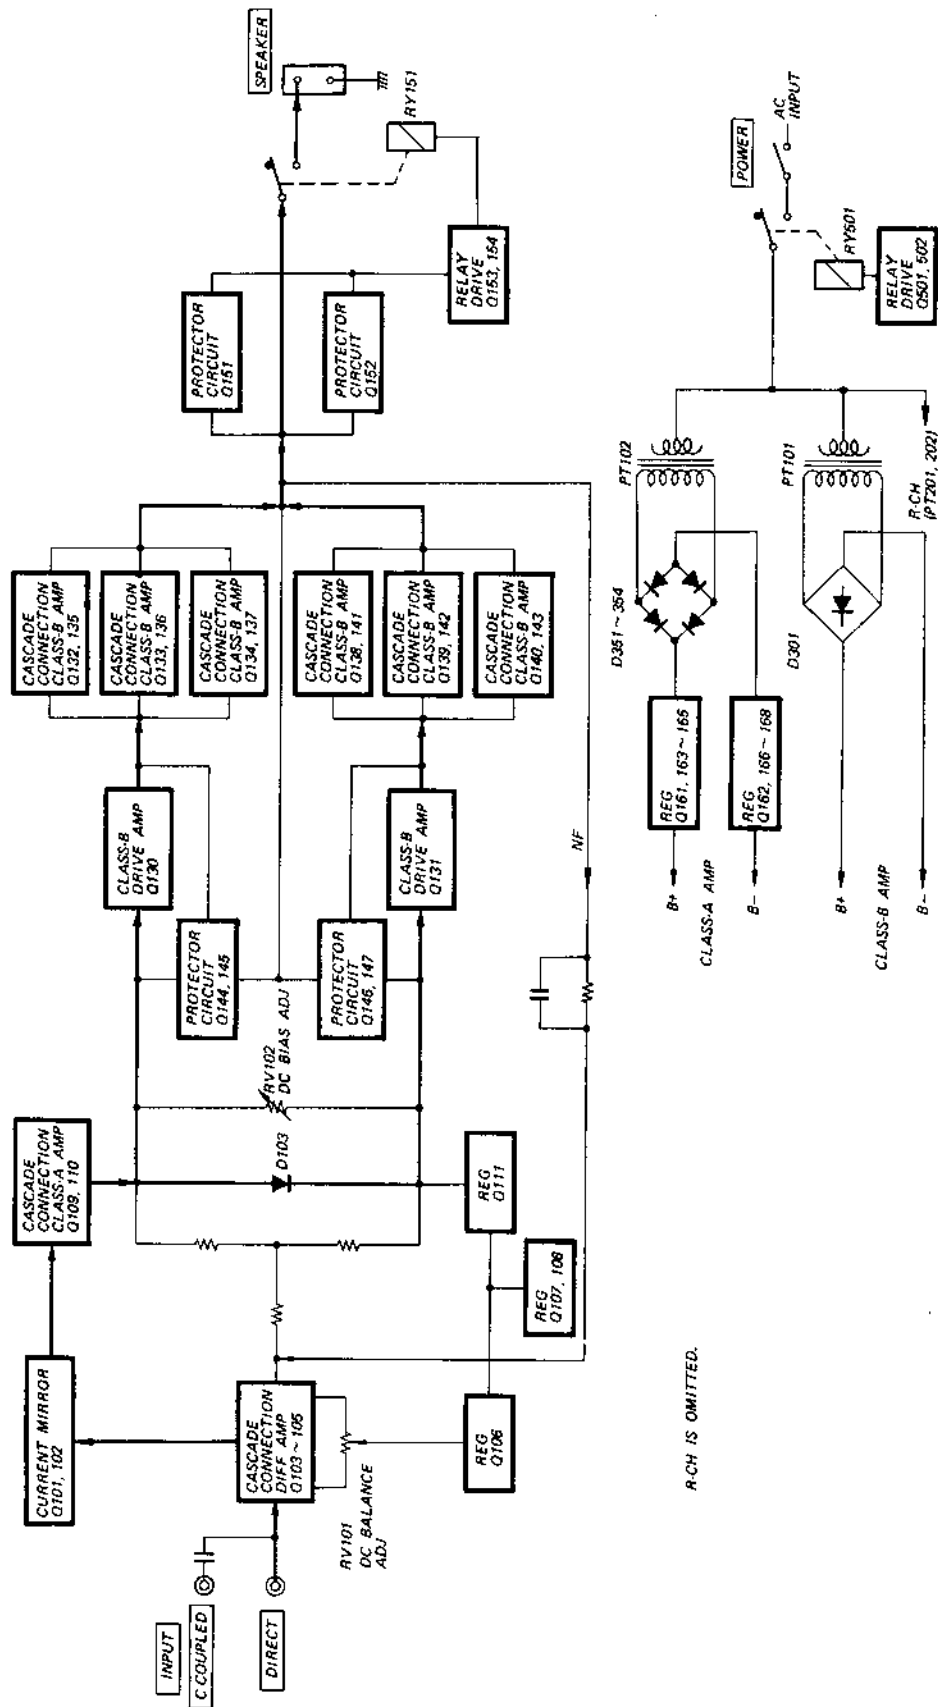 INPUT
C COUPLED
DIRECT
CURRENT MIRROR
Q101, 102
CASCADE
CONNECTION
DIFF AMP
Q103~105
RV101
DC BALANCE
ADJ
REG
Q106
CASCADE
CONNECTION
CLASS-A AMP
Q109, 110
D103
RV102
DC BIAS ADJ
REG
Q111
REG
Q107, 108
PROTECTOR
CIRCUIT
Q144, 145
PROTECTOR
CIRCUIT
Q146, 147
CLASS-B
DRIVE AMP
Q130
CLASS-B
DRIVE AMP
Q131
CASCADE
CONNECTION
CLASS-B AMP
Q132, 135
CASCADE
CONNECTION
CLASS-B AMP
Q133, 136
CASCADE
CONNECTION
CLASS-B AMP
Q134, 137
CASCADE
CONNECTION
CLASS-B AMP
Q138, 141
CASCADE
CONNECTION
CLASS-B AMP
Q139, 142
CASCADE
CONNECTION
CLASS-B AMP
Q140, 143
NF
PROTECTOR
CIRCUIT
Q151
PROTECTOR
CIRCUIT
Q152
RELAY
DRIVE
Q153, 154
RY151
SPEAKER
R-CH IS OMITTED.
B+
CLASS-A AMP
B-
REG
Q161, 163~165
REG
Q162, 166~168
D351~354
PT102
B+
CLASS-B AMP
B-
D301
PT101
R-CH
(PT201, 202)
POWER
AC
INPUT
RY501
RELAY
DRIVE
Q501, 502